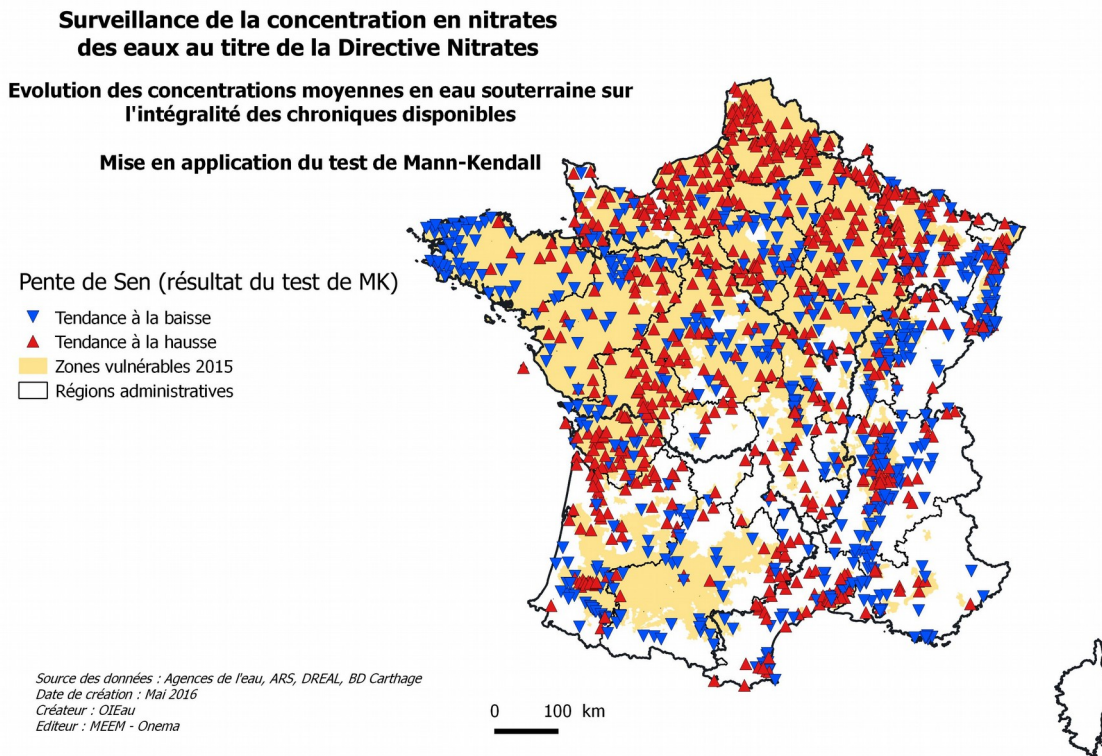 Surveillance de la concentration en nitrates
des eaux au titre de la Directive Nitrates
Evolution des concentrations moyennes en eau souterraine sur
l'intégralité des chroniques disponibles
Mise en application du test de Mann-Kendall
Pente de Sen (résultat du test de MK)
Tendance à la baisse
Tendance à la hausse
Zones vulnérables 2015
Régions administratives
Source des données : Agences de l'eau, ARS, DREAL, BD Carthage
Date de création : Mai 2016
Créateur : OIEau
Editeur : MEEM - Onema
0 100 km